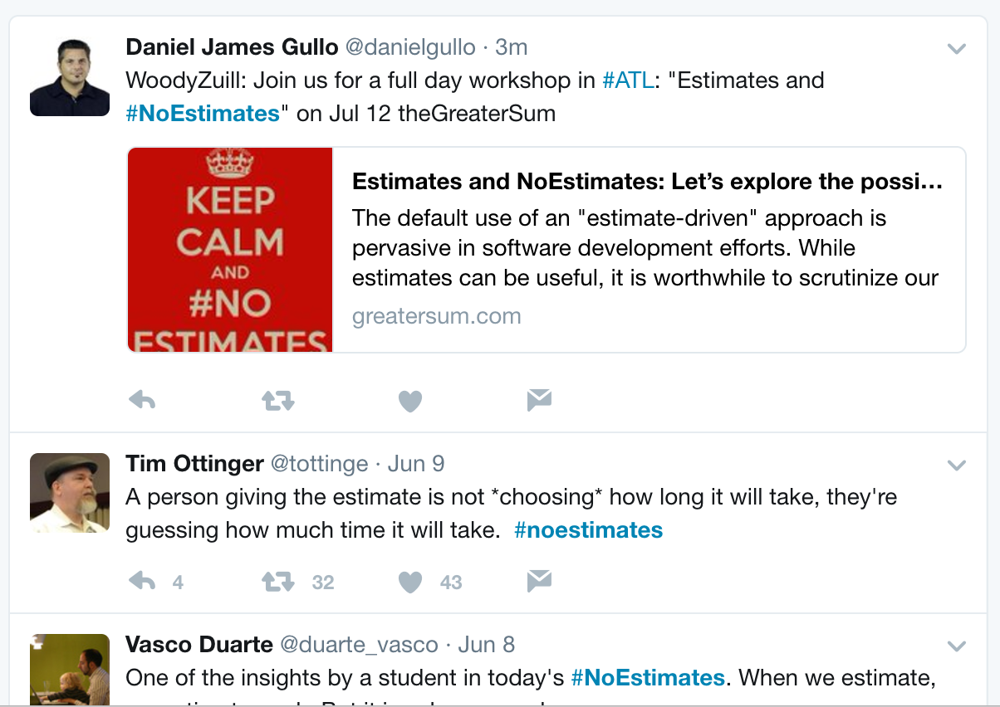 Daniel James Gullo @danielgullo · 3m
WoodyZuill: Join us for a full day workshop in #ATL: "Estimates and
#NoEstimates" on Jul 12 theGreaterSum
KEEP
CALM
AND
#NO
ESTIMATES
Estimates and NoEstimates: Let’s explore the possi...
The default use of an "estimate-driven" approach is
pervasive in software development efforts. While
estimates can be useful, it is worthwhile to scrutinize our
greatersum.com
Tim Ottinger @tottinge · Jun 9
A person giving the estimate is not *choosing* how long it will take, they're
guessing how much time it will take. #noestimates
4 32 43
Vasco Duarte @duarte_vasco · Jun 8
One of the insights by a student in today's #NoEstimates. When we estimate,